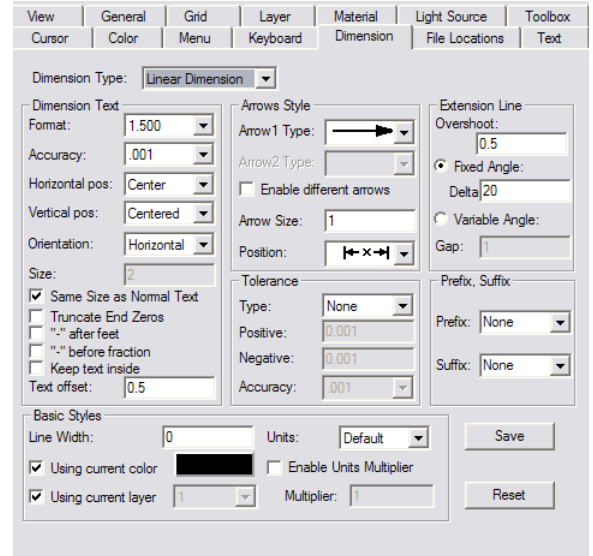 View General Grid Layer Material Light Source Toolbox
Cursor Color Menu Keyboard Dimension File Locations Text
Dimension Type: Linear Dimension
Dimension Text
Format: 1.500
Accuracy: .001
Horizontal pos: Center
Vertical pos: Centered
Orientation: Horizontal
Size: 2
Same Size as Normal Text
Truncate End Zeros
"-" after feet
"-" before fraction
Keep text inside
Text offset: 0.5
Arrows Style
Arrow1 Type:
Arrow2 Type:
Enable different arrows
Arrow Size: 1
Position:
Tolerance
Type: None
Positive: 0.001
Negative: 0.001
Accuracy: .001
Extension Line
Overshoot:
0.5
Fixed Angle:
Delta 20
Variable Angle:
Gap: 1
Prefix, Suffix
Prefix: None
Suffix: None
Basic Styles
Line Width: 0 Units: Default
Using current color Enable Units Multiplier
Using current layer 1 Multiplier: 1
Save
Reset